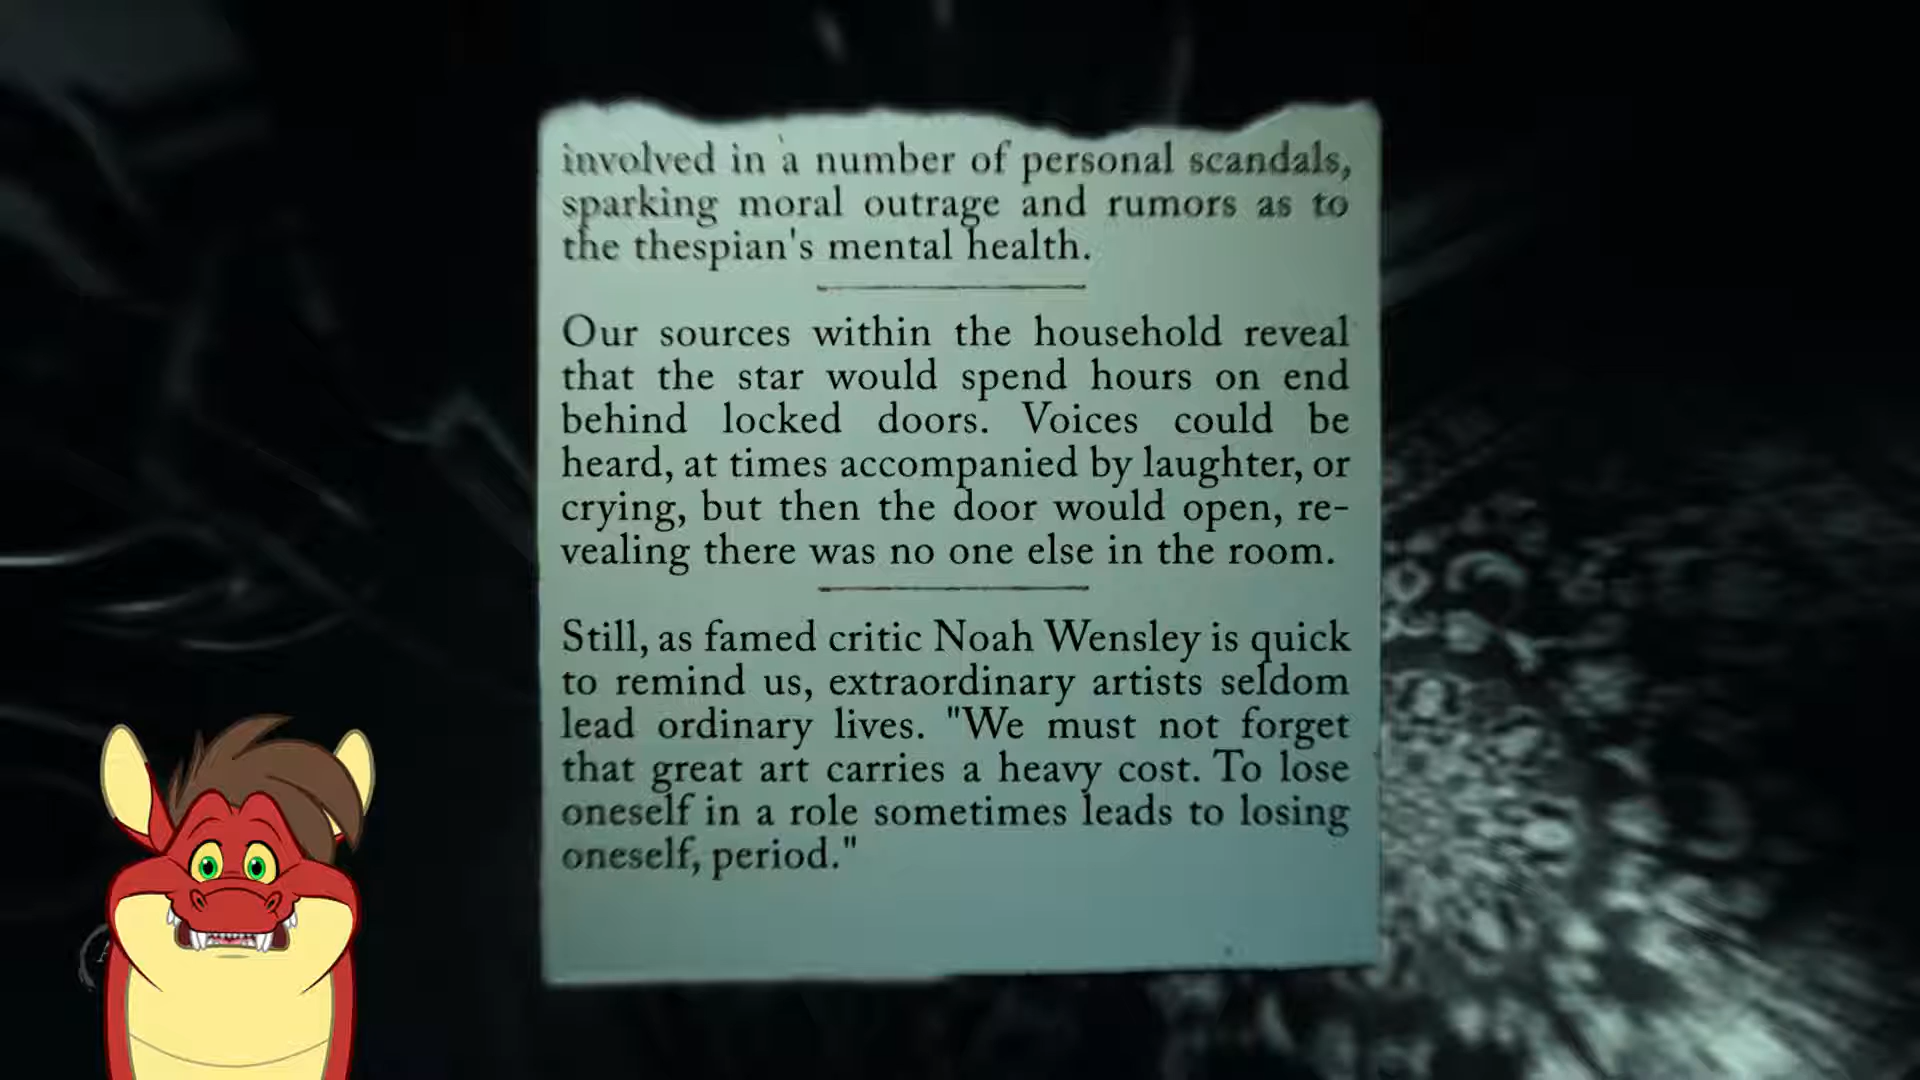 involved in a number of personal scandals,
sparking moral outrage and rumors as to
the thespian's mental health.
Our sources within the household reveal
that the star would spend hours on end
behind locked doors. Voices could be
heard, at times accompanied by laughter, or
crying, but then the door would open, re-
vealing there was no one else in the room.
Still, as famed critic Noah Wensley is quick
to remind us, extraordinary artists seldom
lead ordinary lives. "We must not forget
that great art carries a heavy cost. To lose
oneself in a role sometimes leads to losing
oneself, period."